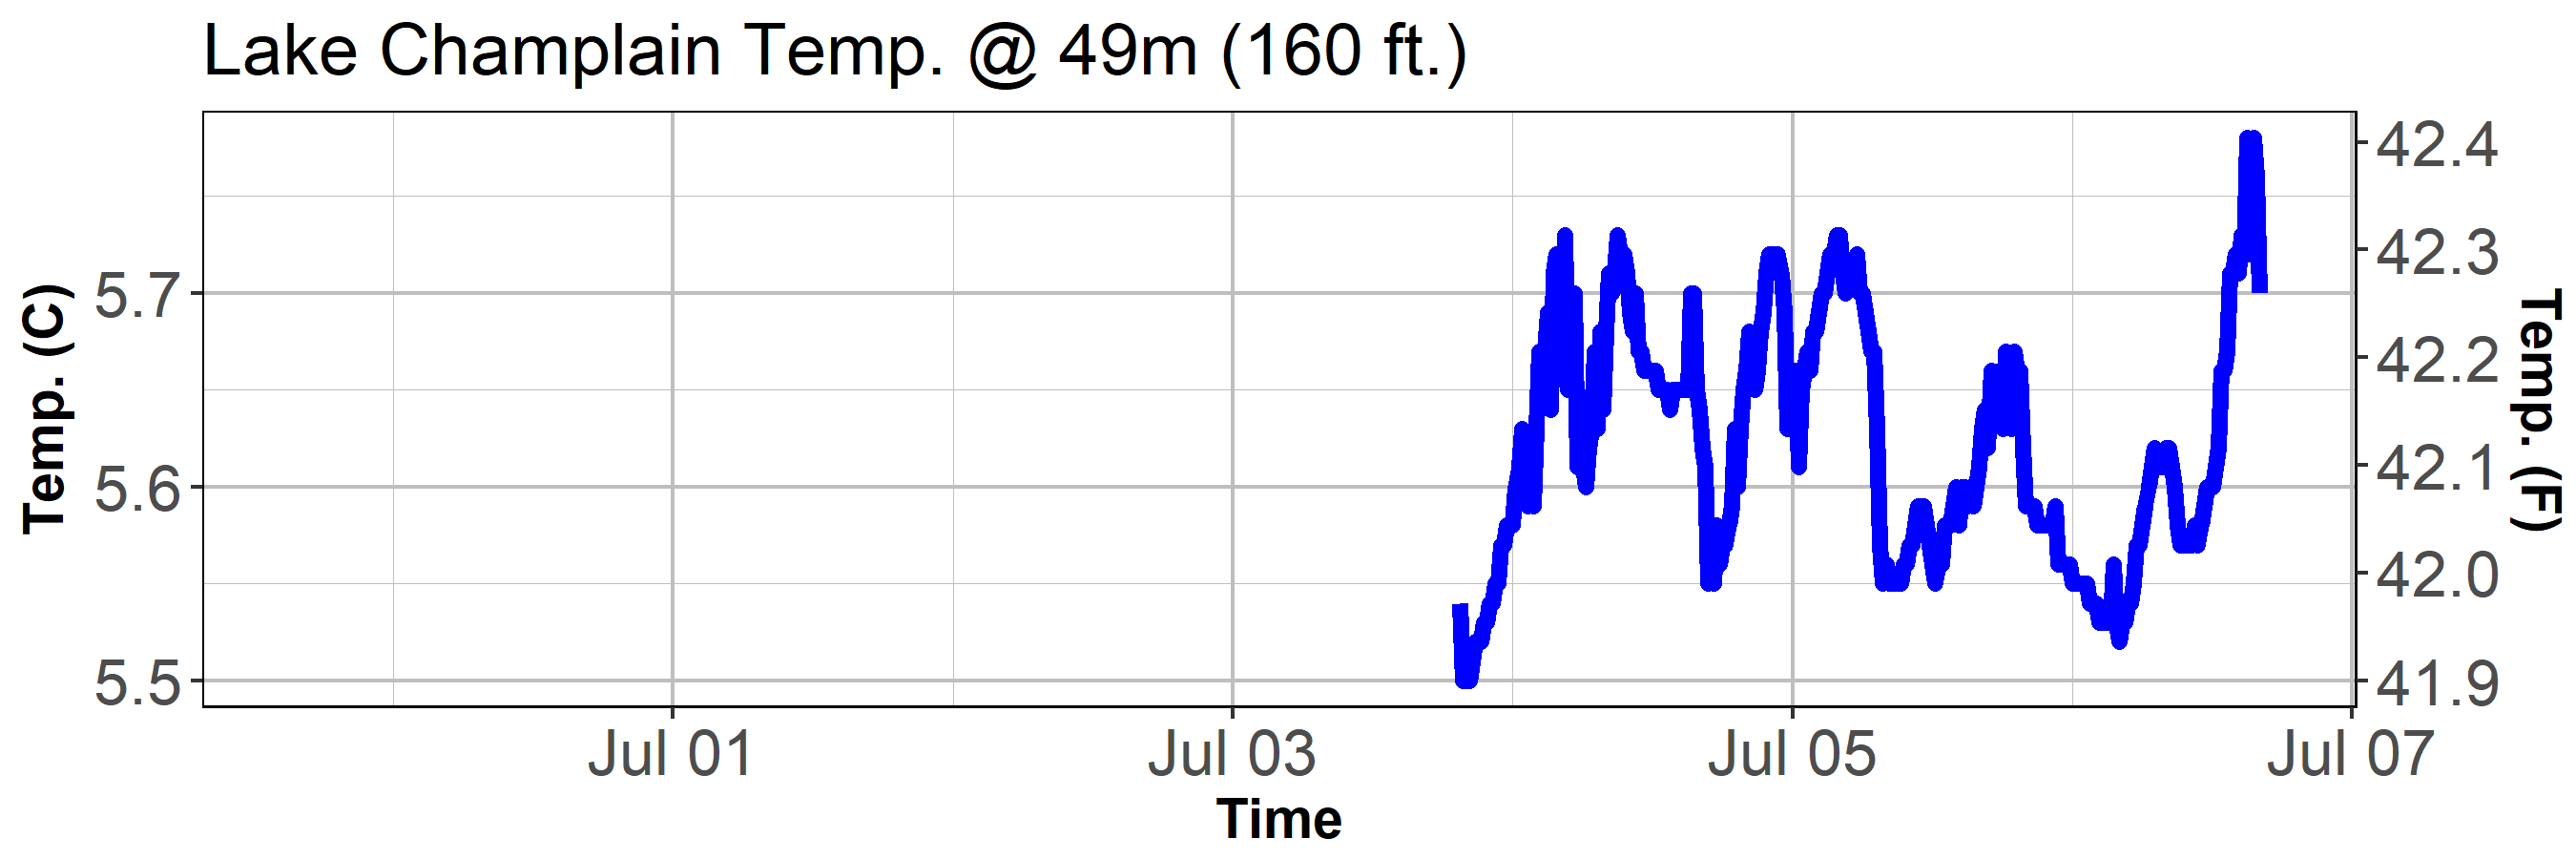 Lake Champlain Temp. @ 49m (160 ft.)
Temp. (C)
5.7
5.6
5.5
42.4
42.3
42.2
42.1
42.0
41.9
Temp. (F)
Jul 01 Jul 03 Jul 05 Jul 07
Time